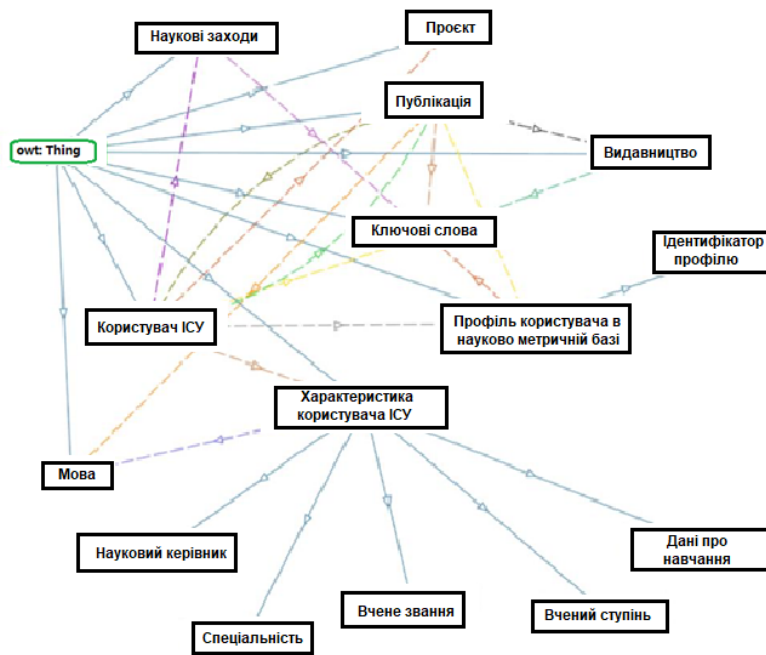 Наукові заходи
Проєкт
Публікація
owt: Thing
Видавництво
Ключові слова
Ідентифікатор
профілю
Користувач ІСУ
Профіль користувача в
науково метричній базі
Характеристика
користувача ІСУ
Мова
Науковий керівник
Дані про
навчання
Вчене звання
Вчений ступінь
Спеціальність